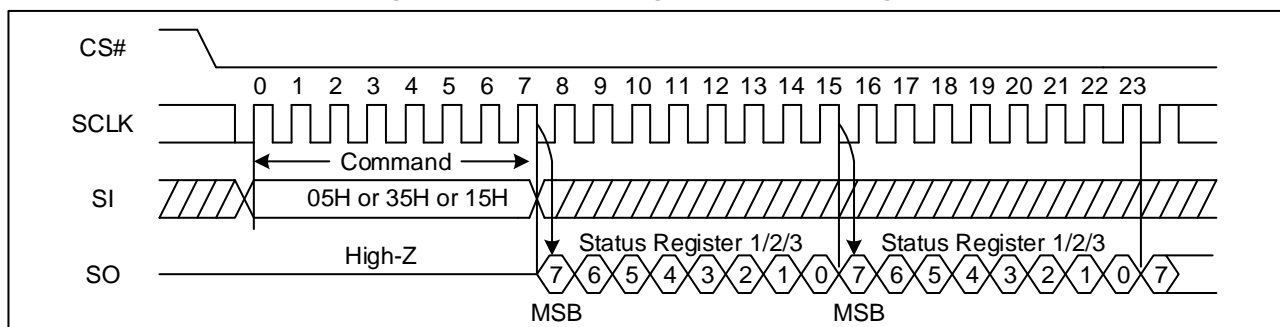 CS#
0 1 2 3 4 5 6 7 8 9 10 11 12 13 14 15 16 17 18 19 20 21 22 23
SCLK
Command
SI
05H or 35H or 15H
Status Register 1/2/3 Status Register 1/2/3
High-Z
SO
7 6 5 4 3 2 1 0 7 6 5 4 3 2 1 0 7
MSB MSB